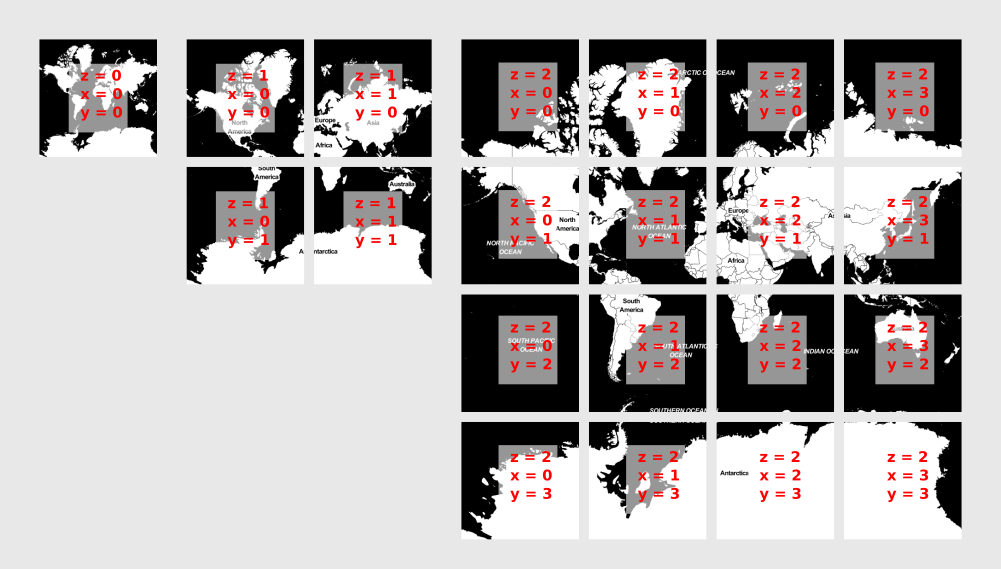 z = 0
x = 0
y = 0
z = 1
x = 0
y = 0
North
America
z = 1
x = 1
y = 0
Europe
Asia
Africa
South
America
z = 1
x = 0
y = 1
Australia
z = 1
x = 1
y = 1
Antarctica
z = 2
x = 0
y = 0
z = 2
x = 1
y = 0
ARCTIC OCEAN
z = 2
x = 2
y = 0
z = 2
x = 3
y = 0
z = 2
x = 0
y = 1
North
America
NORTH PACIFIC
OCEAN
z = 2
x = 1
y = 1
NORTH ATLANTIC
OCEAN
z = 2
x = 2
y = 1
Europe
Africa
Asia
z = 2
x = 3
y = 1
z = 2
x = 0
y = 2
SOUTH PACIFIC
OCEAN
South
America
z = 2
x = 1
y = 2
SOUTH ATLANTIC
OCEAN
SOUTHERN OCEAN
z = 2
x = 2
y = 2
INDIAN OCEAN
z = 2
x = 3
y = 2
z = 2
x = 0
y = 3
z = 2
x = 1
y = 3
Antarctica
z = 2
x = 2
y = 3
z = 2
x = 3
y = 3